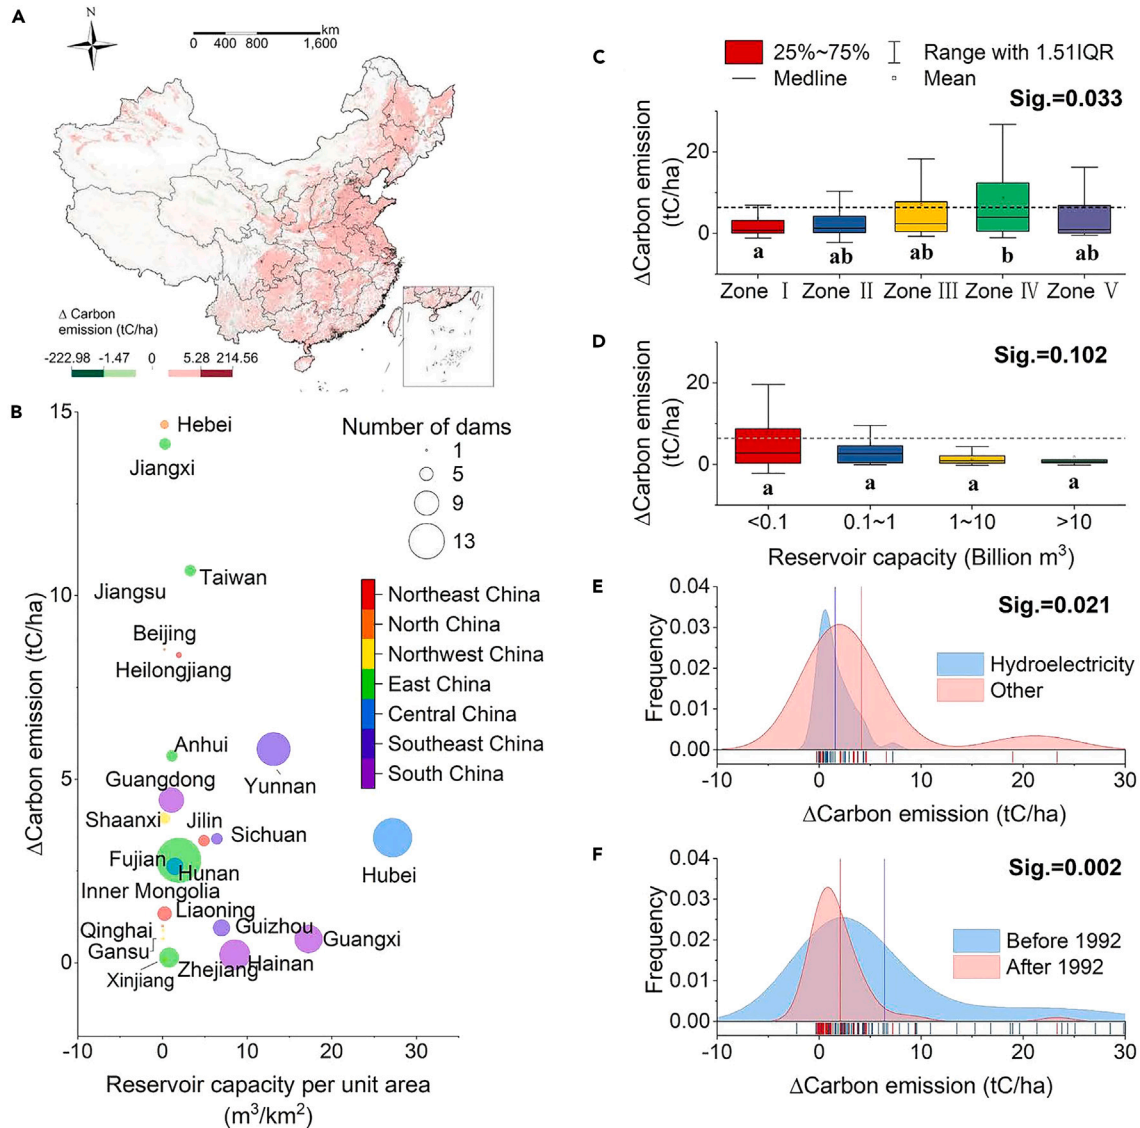 A
N
km
0 400 800 1,600
Δ Carbon
emission (tC/ha)
-222.98 -1.47 0 5.28 214.56
B
15
10
5
0
-10 0 10 20 30
ΔCarbon emission (tC/ha)
Reservoir capacity per unit area
(m³/km²)
Hebei
Jiangxi
Taiwan
Jiangsu
Beijing
Heilongjiang
Anhui
Yunnan
Guangdong
Shaanxi
Jilin
Sichuan
Fujian
Hunan
Hubei
Inner Mongolia
Liaoning
Qinghai
Guizhou
Guangxi
Gansu
Xinjiang
Zhejiang
Hainan
Number of dams
1
5
9
13
Northeast China
North China
Northwest China
East China
Central China
Southeast China
South China
C
25%~75%
Range with 1.51IQR
Medline
Mean
Sig.=0.033
ΔCarbon emission
(tC/ha)
20
0
a ab ab b ab
Zone Ⅰ Zone Ⅱ Zone Ⅲ Zone Ⅳ Zone Ⅴ
D
Sig.=0.102
ΔCarbon emission
(tC/ha)
20
0
a a a a
<0.1 0.1~1 1~10 >10
Reservoir capacity (Billion m³)
E
Sig.=0.021
Frequency
0.04
0.03
0.02
0.01
0.00
Hydroelectricity
Other
-10 0 10 20 30
ΔCarbon emission (tC/ha)
F
Sig.=0.002
Frequency
0.04
0.03
0.02
0.01
0.00
Before 1992
After 1992
-10 0 10 20 30
ΔCarbon emission (tC/ha)